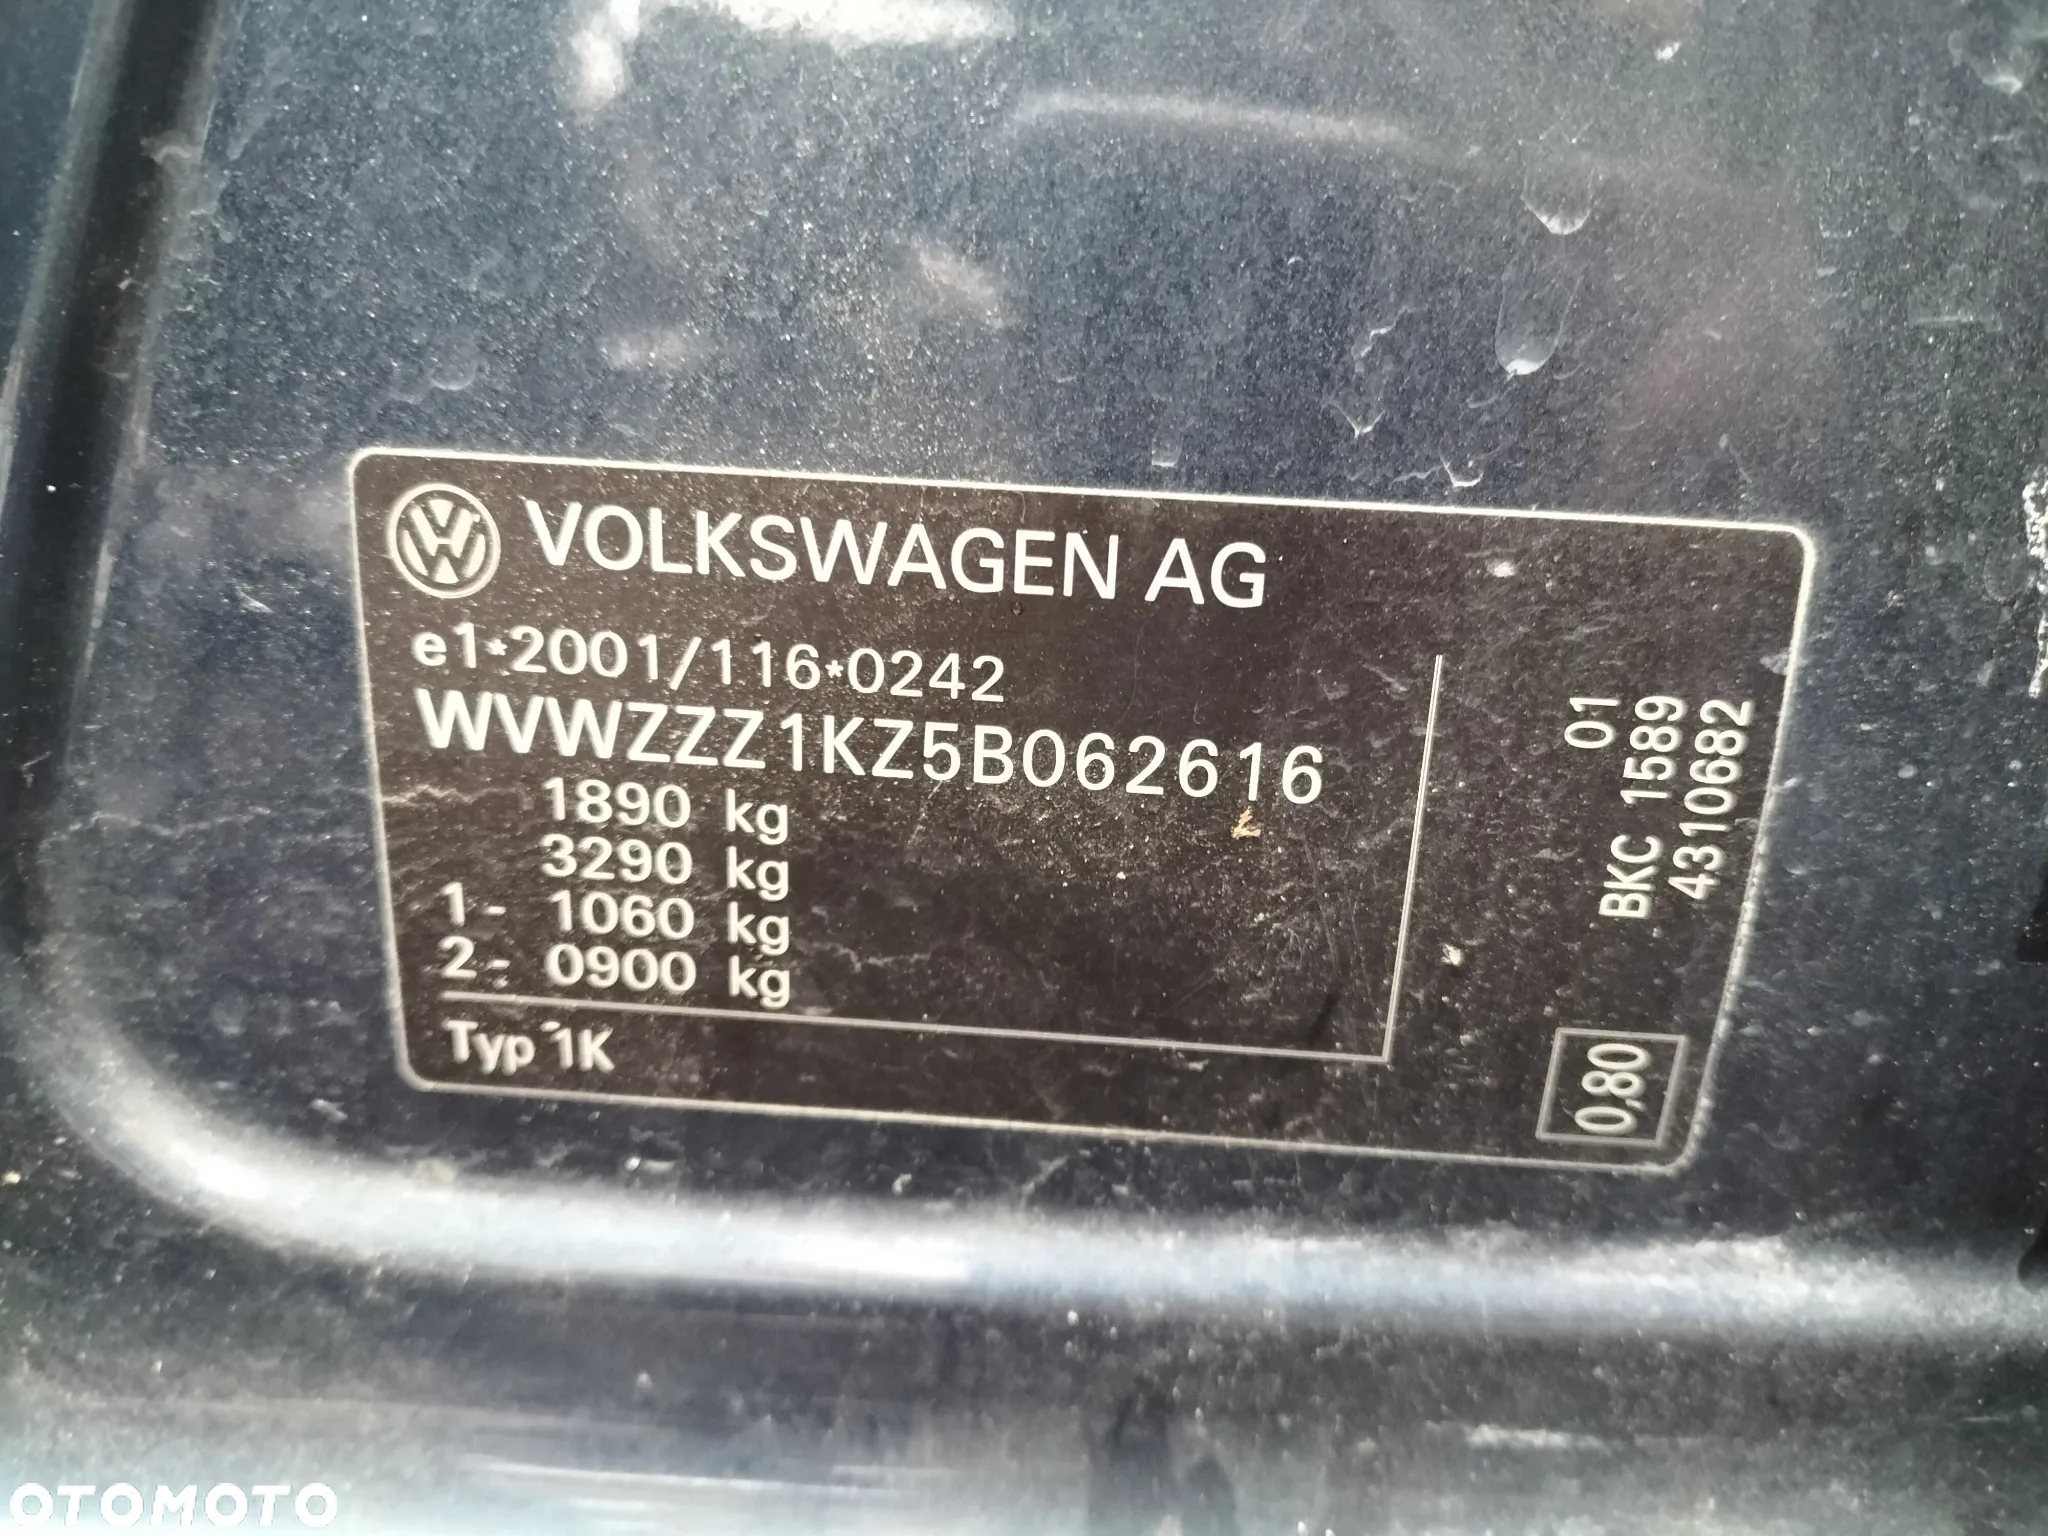 VOLKSWAGEN AG
e1*2001/116*0242
WVWZZZ1KZ5B062616
1890 kg
3290 kg
1- 1060 kg
2- 0900 kg
Typ 1K
01
BKC 1589
4310682
0,80
OTOMOTO